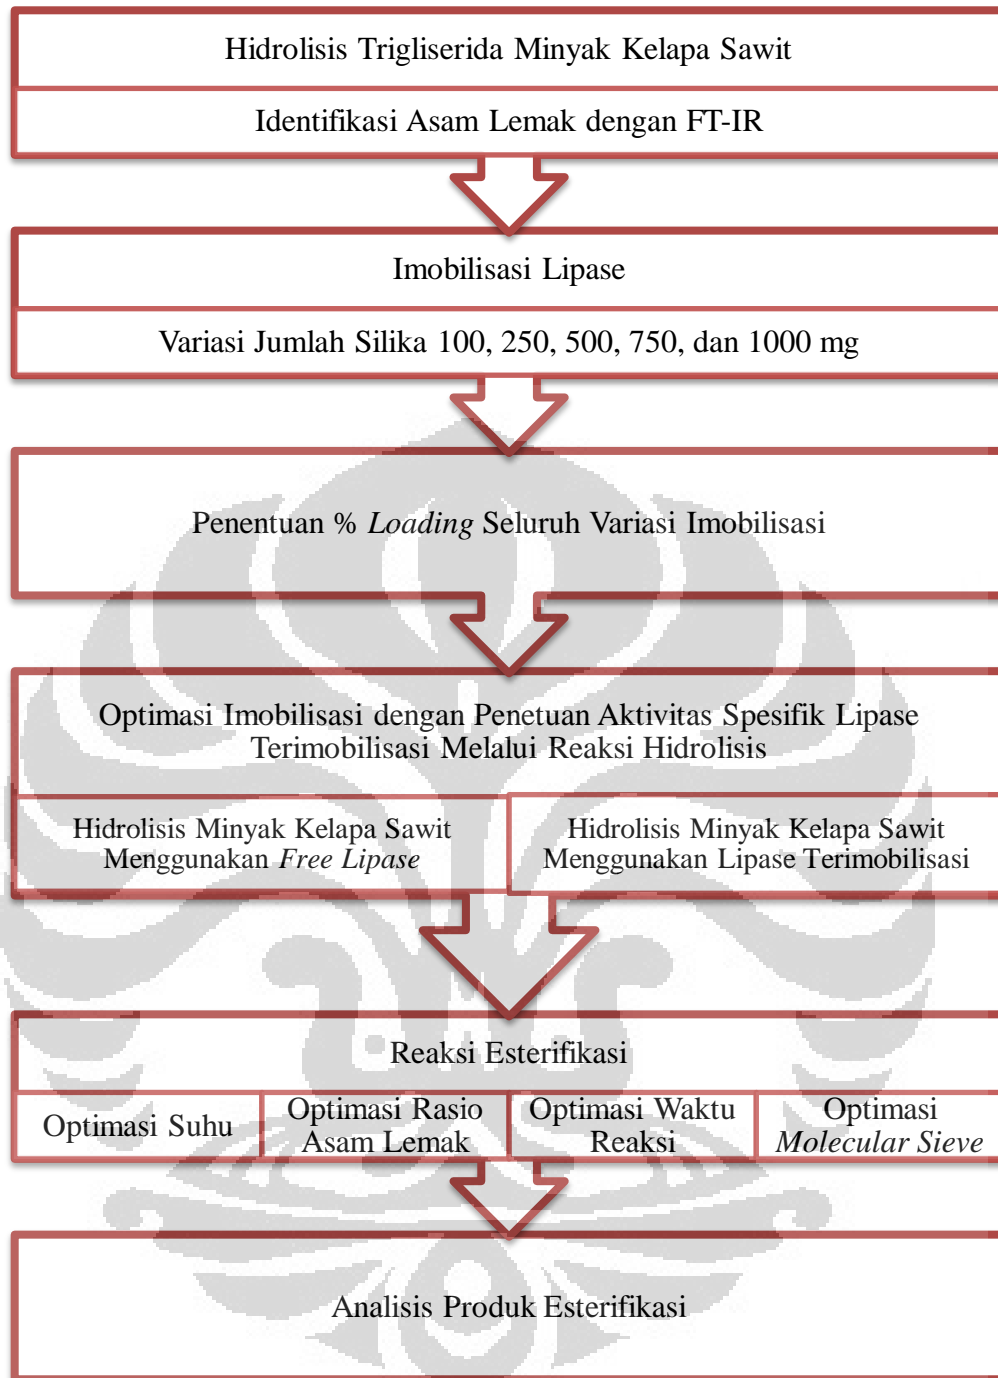 Hidrolisis Trigliserida Minyak Kelapa Sawit
Identifikasi Asam Lemak dengan FT-IR
Imobilisasi Lipase
Variasi Jumlah Silika 100, 250, 500, 750, dan 1000 mg
Penentuan % Loading Seluruh Variasi Imobilisasi
Optimasi Imobilisasi dengan Penetuan Aktivitas Spesifik Lipase
Terimobilisasi Melalui Reaksi Hidrolisis
Hidrolisis Minyak Kelapa Sawit
Menggunakan Free Lipase
Hidrolisis Minyak Kelapa Sawit
Menggunakan Lipase Terimobilisasi
Reaksi Esterifikasi
Optimasi Suhu
Optimasi Rasio
Asam Lemak
Optimasi Waktu
Reaksi
Optimasi
Molecular Sieve
Analisis Produk Esterifikasi